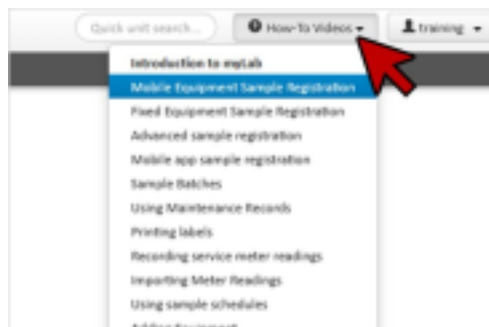 Quick unit search...
How-To Videos
training
Introduction to myLab
Mobile Equipment Sample Registration
Fixed Equipment Sample Registration
Advanced sample registration
Mobile app sample registration
Sample Batches
Using Maintenance Records
Printing labels
Recording service meter readings
Importing Meter Readings
Using sample schedules
Adding Equipment